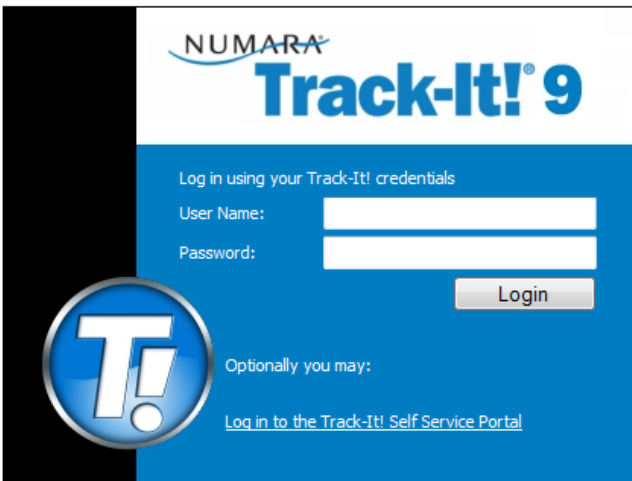 NUMARA®
Track-It!® 9
Log in using your Track-It! credentials
User Name:
Password:
Login
T!
Optionally you may:
Log in to the Track-It! Self Service Portal